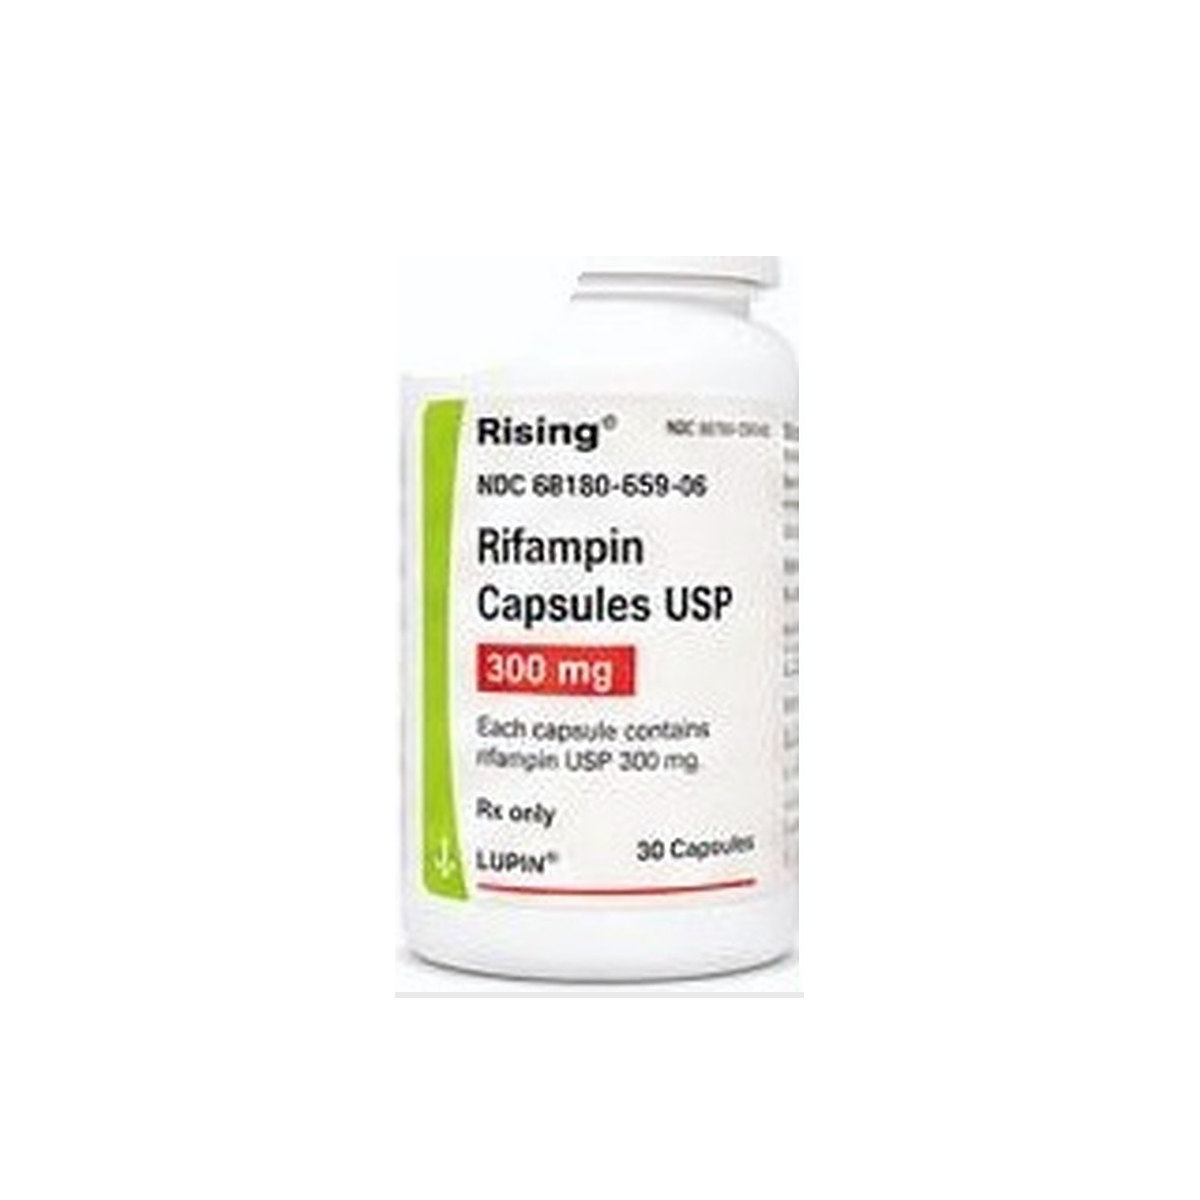 Rising®
NDC
NDC 68180-659-06
Rifampin
Capsules USP
300 mg
Each capsule contains
rifampin USP 300 mg.
Rx only
30 Capsules
LUPIN®